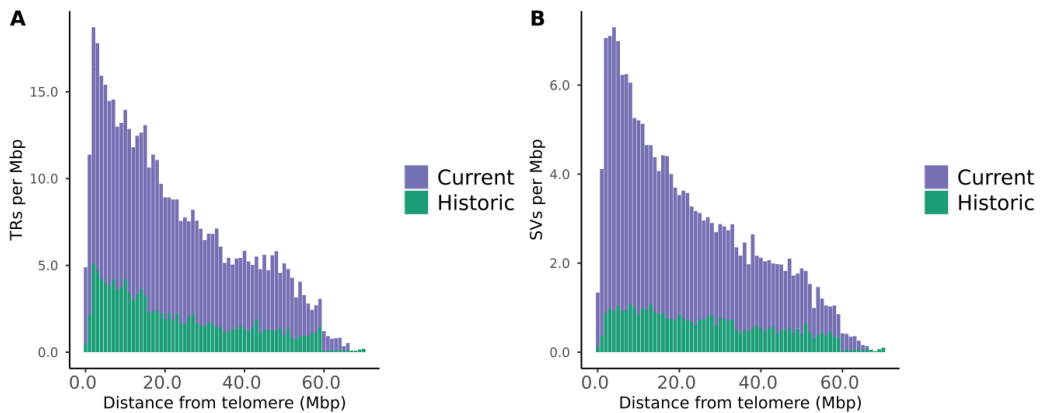 A
TRs per Mbp
15.0
10.0
5.0
0.0
0.0 20.0 40.0 60.0
Distance from telomere (Mbp)
Current
Historic
B
SVs per Mbp
6.0
4.0
2.0
0.0
0.0 20.0 40.0 60.0
Distance from telomere (Mbp)
Current
Historic